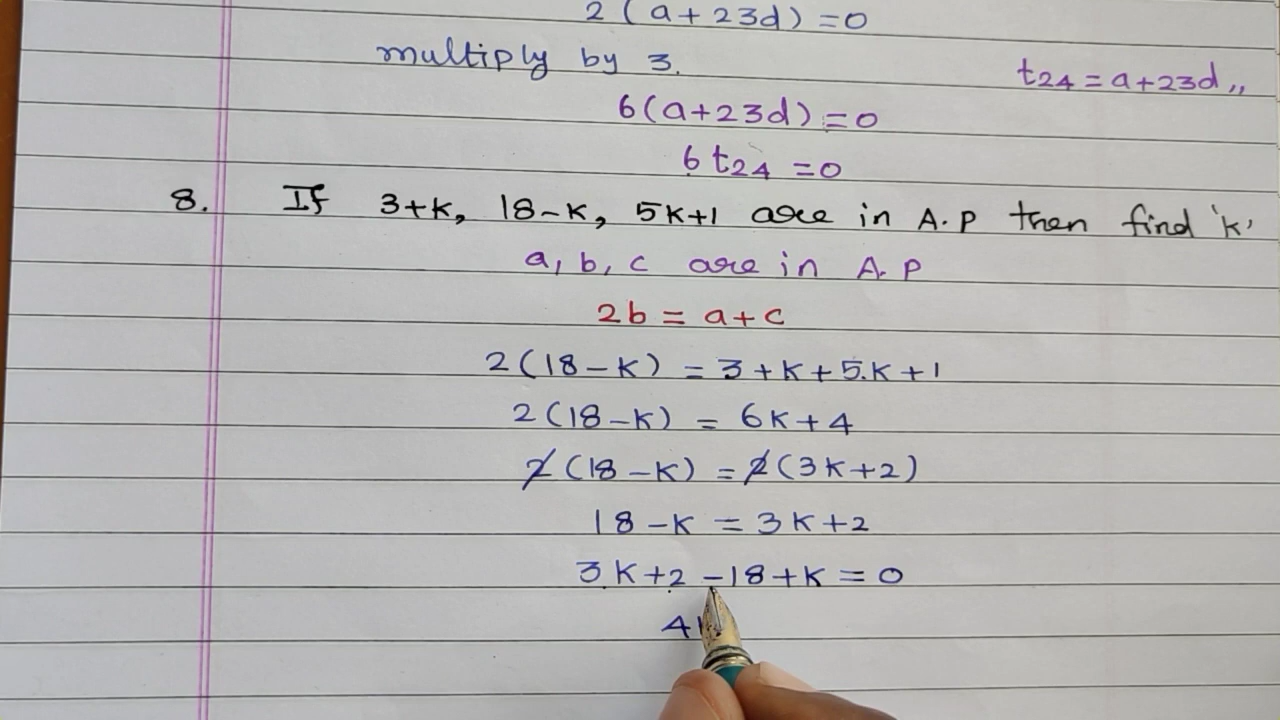 2(a+23d)=0
multiply by 3.
t24=a+23d,,
6(a+23d)=0
6t24=0
8. If 3+K, 18-K, 5K+1 are in A.P then find 'K'
a, b, c are in A.P
2b = a+c
2(18-K) = 3+K+5.K+1
2(18-K) = 6K+4
2(18-K) = 2(3K+2)
18-K = 3K+2
3K+2-18+K=0
4